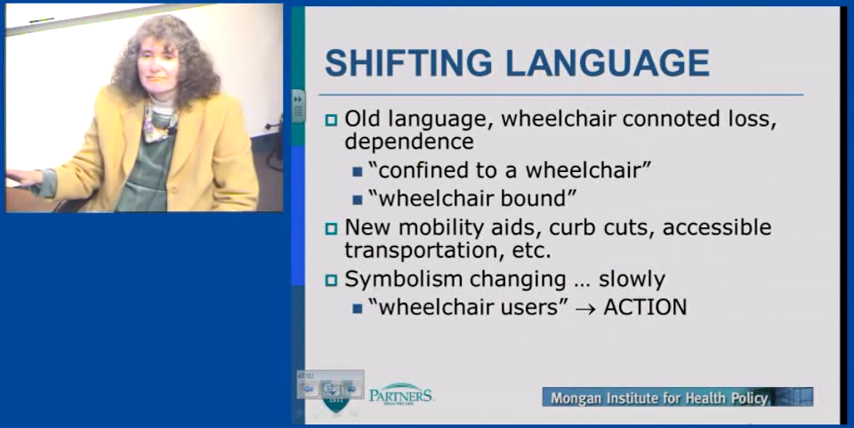 SHIFTING LANGUAGE
Old language, wheelchair connoted loss,
dependence
“confined to a wheelchair”
“wheelchair bound”
New mobility aids, curb cuts, accessible
transportation, etc.
Symbolism changing … slowly
“wheelchair users” → ACTION
PARTNERS
HEALTHCARE
Mongan Institute for Health Policy